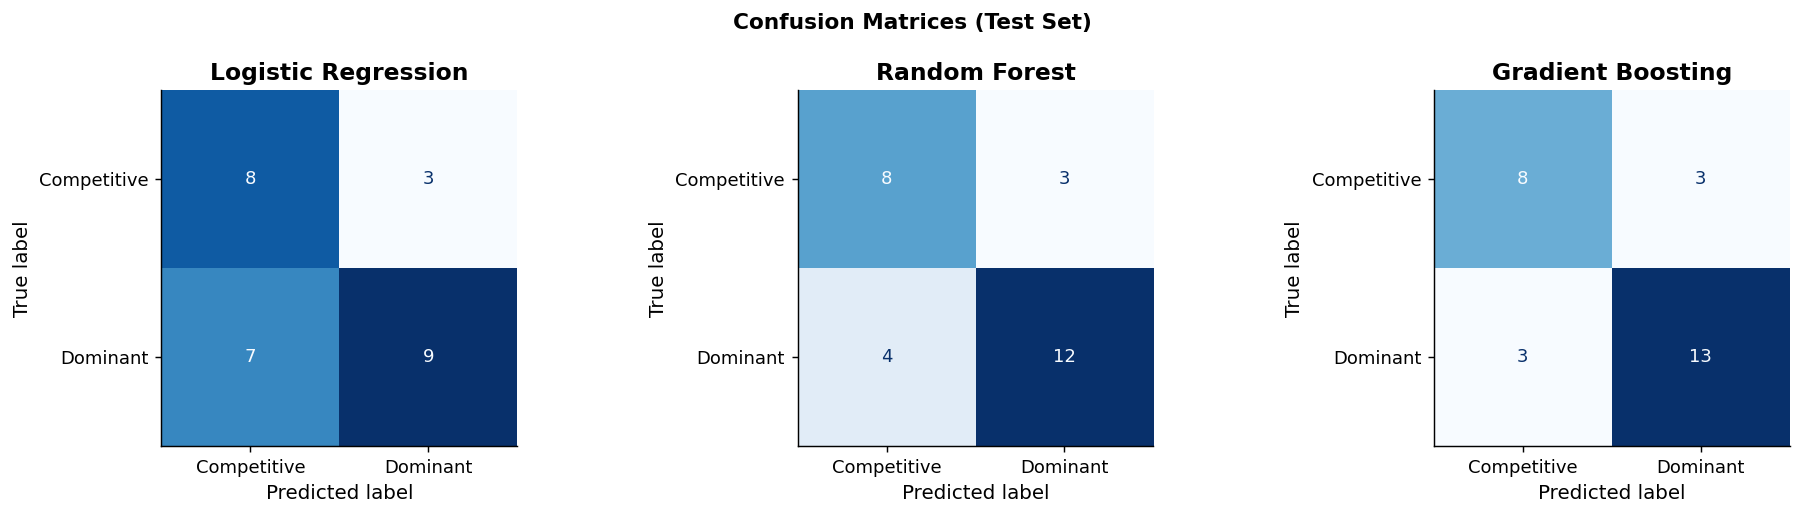 Confusion Matrices (Test Set)
Logistic Regression
True label
Competitive
8 3
Dominant
7 9
Competitive Dominant
Predicted label
Random Forest
True label
Competitive
8 3
Dominant
4 12
Competitive Dominant
Predicted label
Gradient Boosting
True label
Competitive
8 3
Dominant
3 13
Competitive Dominant
Predicted label